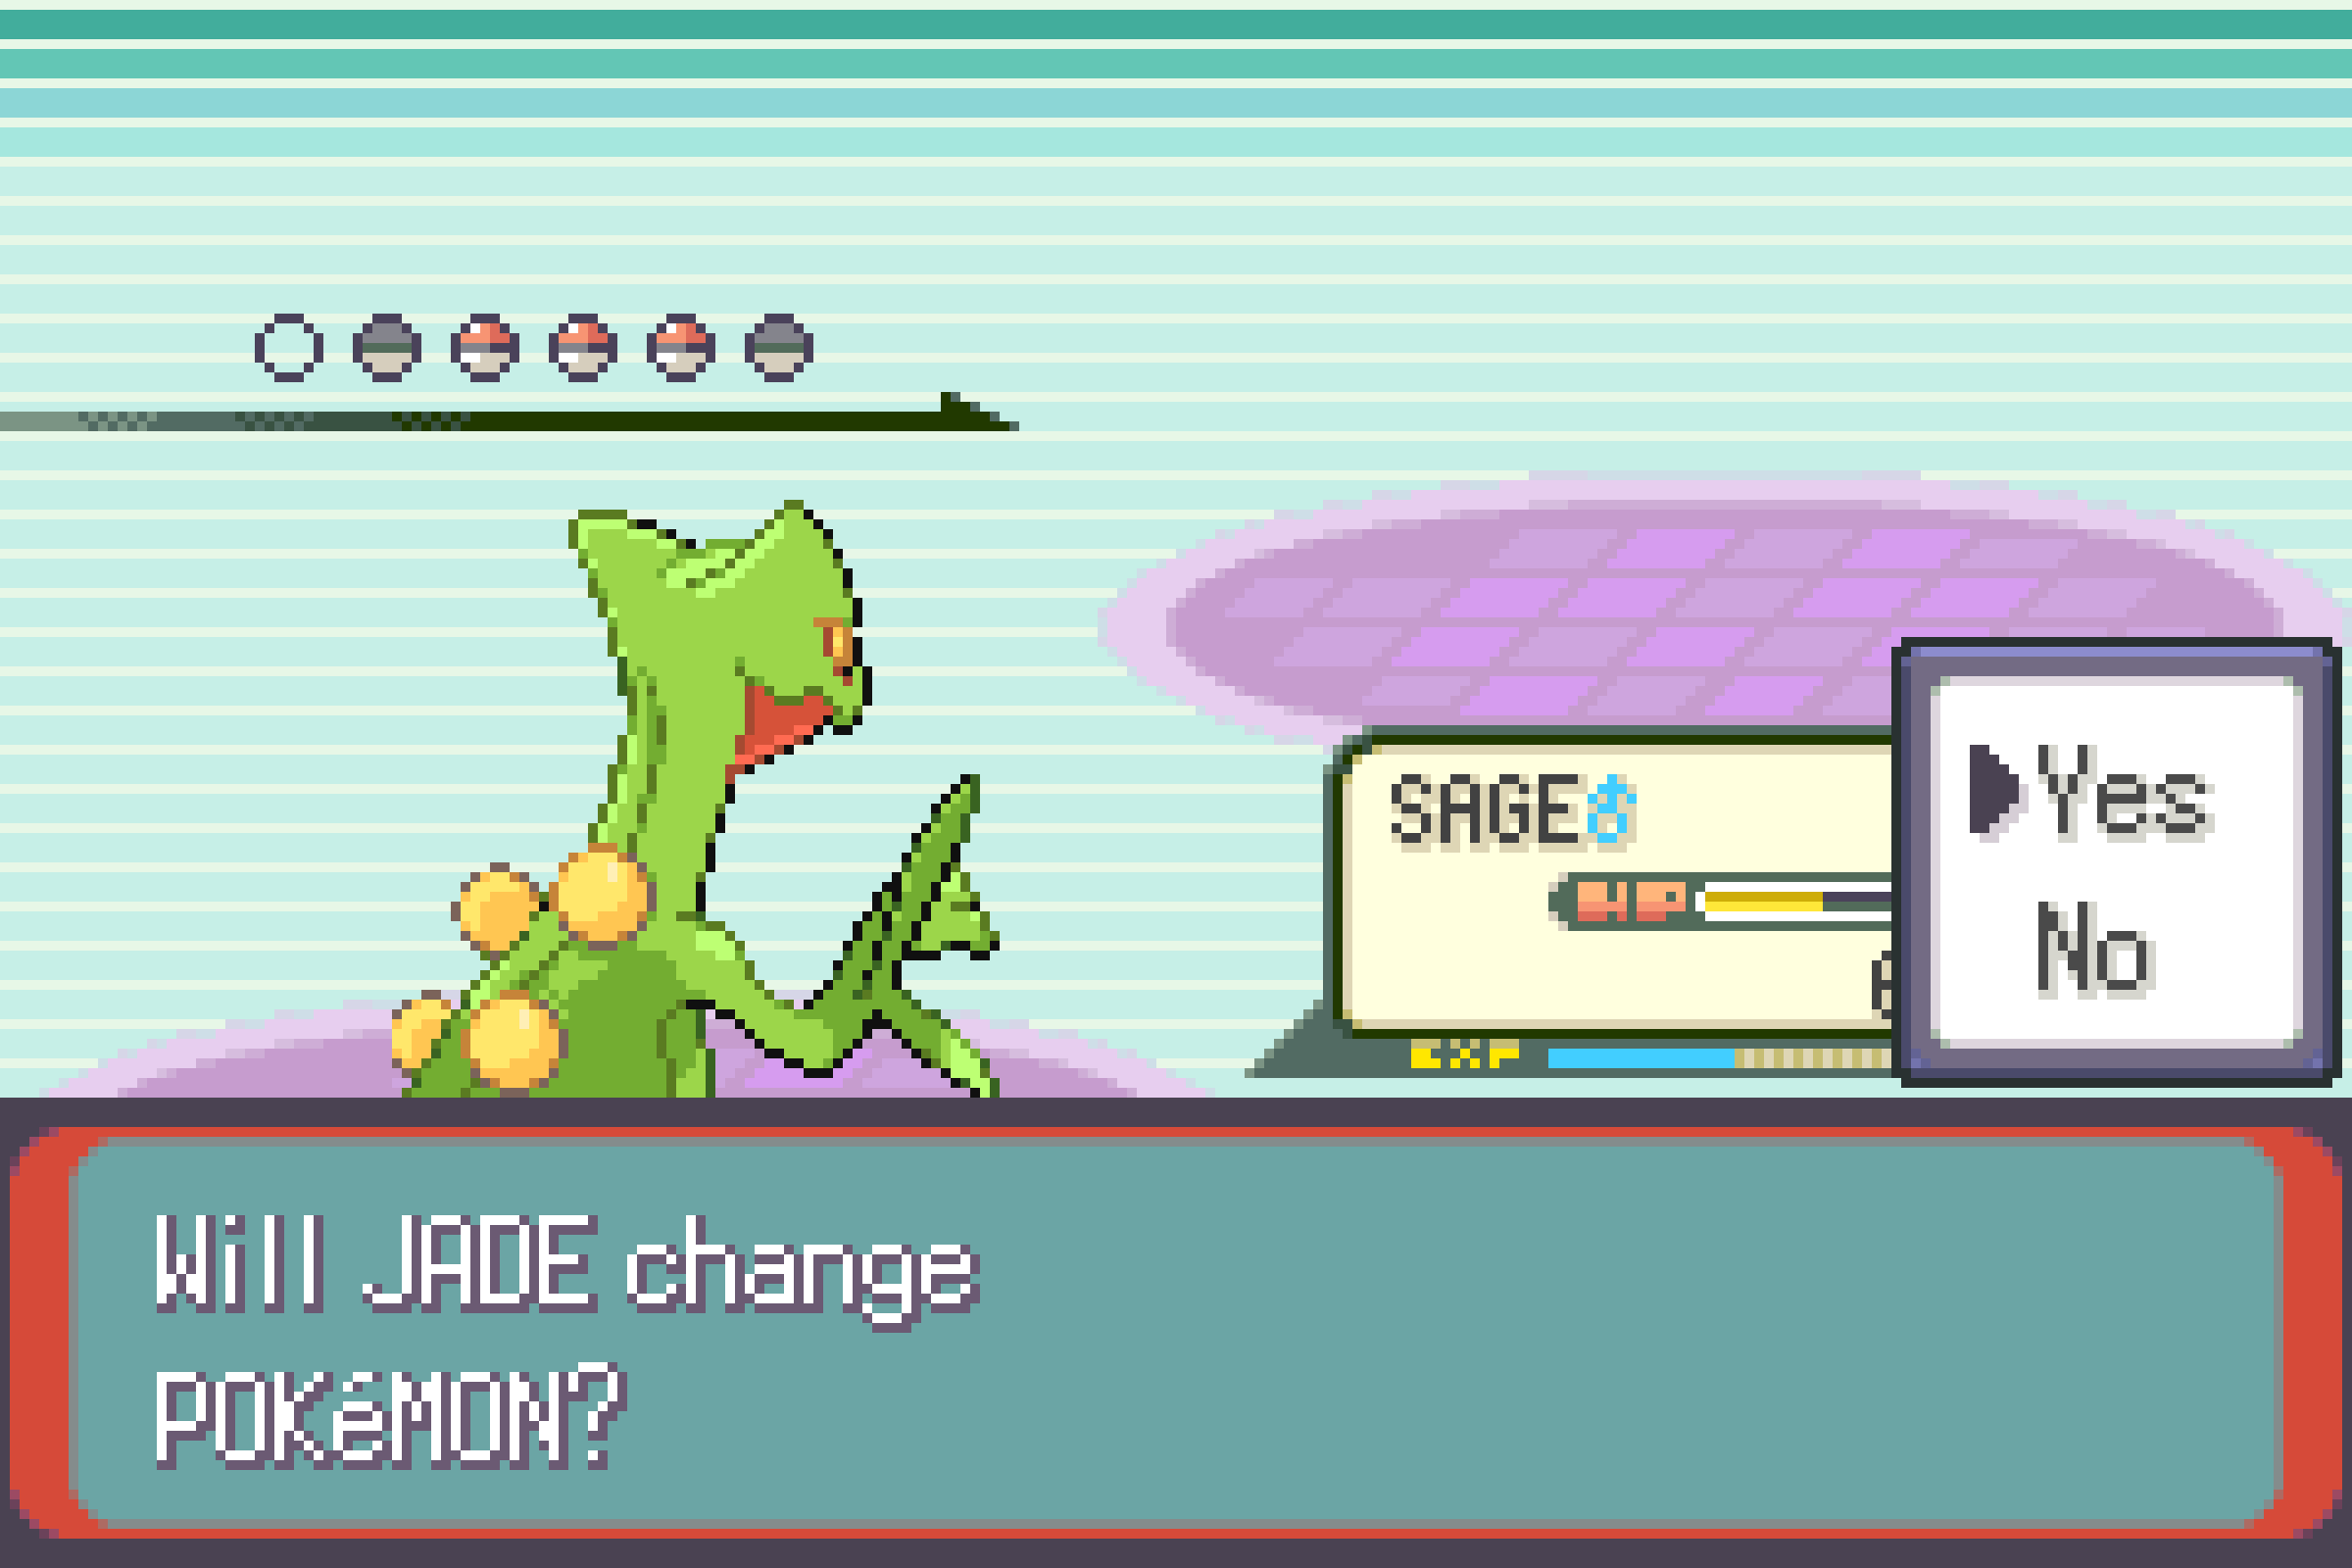 SAGE♂
HP
EXP
Yes
No
Will JADE change
POKéMON?